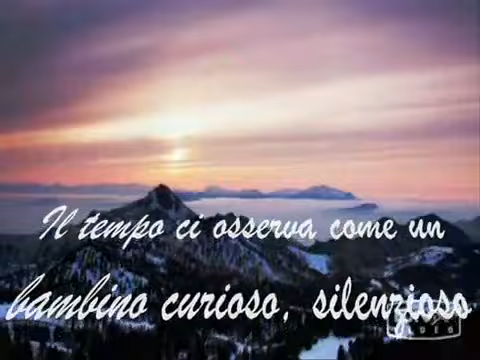 Il tempo ci osserva come un
bambino curioso, silenzioso